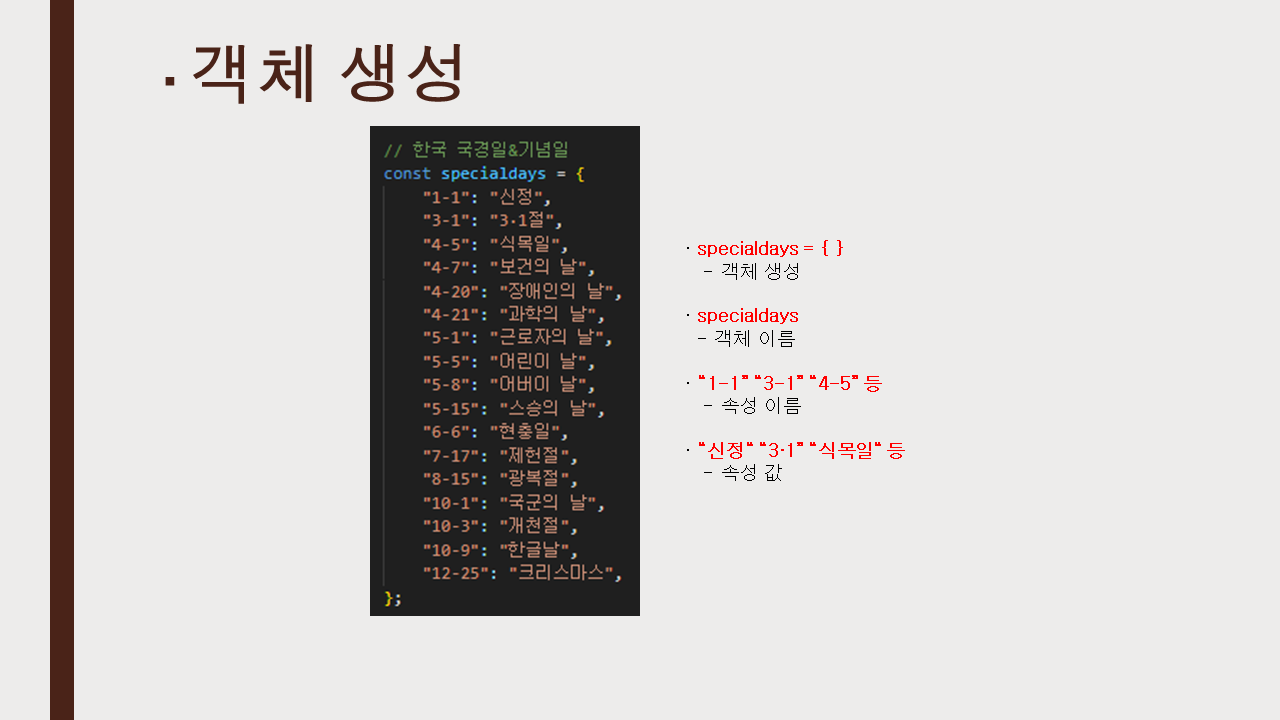 ▪ 객체 생성
// 한국 국경일&기념일
const specialdays = {
"1-1": "신정",
"3-1": "3·1절",
"4-5": "식목일",
"4-7": "보건의 날",
"4-20": "장애인의 날",
"4-21": "과학의 날",
"5-1": "근로자의 날",
"5-5": "어린이 날",
"5-8": "어버이 날",
"5-15": "스승의 날",
"6-6": "현충일",
"7-17": "제헌절",
"8-15": "광복절",
"10-1": "국군의 날",
"10-3": "개천절",
"10-9": "한글날",
"12-25": "크리스마스",
};
· specialdays = { }
- 객체 생성
· specialdays
- 객체 이름
· “1-1” “3-1” “4-5” 등
- 속성 이름
· “신정“ “3·1” “식목일“ 등
- 속성 값